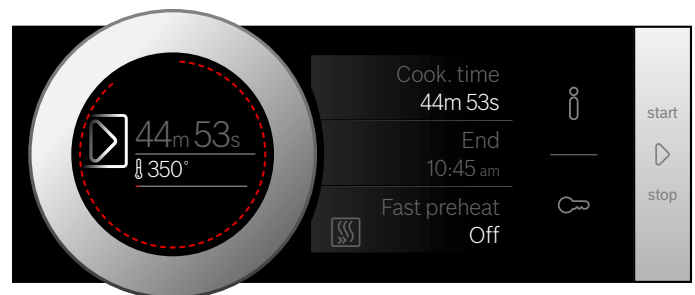 44m 53s
350°
Cook. time
44m 53s
End
10:45 am
Fast preheat
Off
start
stop